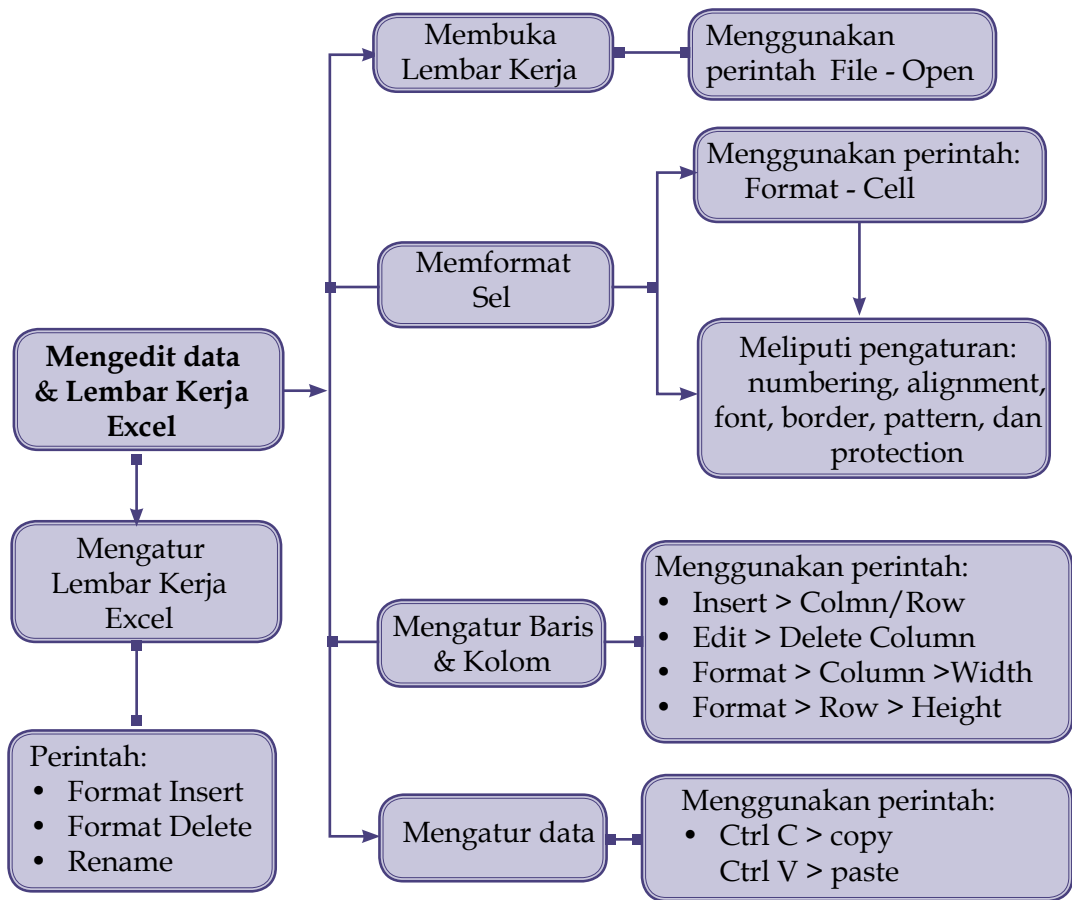 Membuka
Lembar Kerja
Menggunakan
perintah File - Open
Menggunakan perintah:
Format - Cell
Memformat
Sel
Meliputi pengaturan:
numbering, alignment,
font, border, pattern, dan
protection
Mengedit data
& Lembar Kerja
Excel
Mengatur
Lembar Kerja
Excel
Perintah:
• Format Insert
• Format Delete
• Rename
Mengatur Baris
& Kolom
Menggunakan perintah:
• Insert > Colmn/Row
• Edit > Delete Column
• Format > Column >Width
• Format > Row > Height
Mengatur data
Menggunakan perintah:
• Ctrl C > copy
Ctrl V > paste